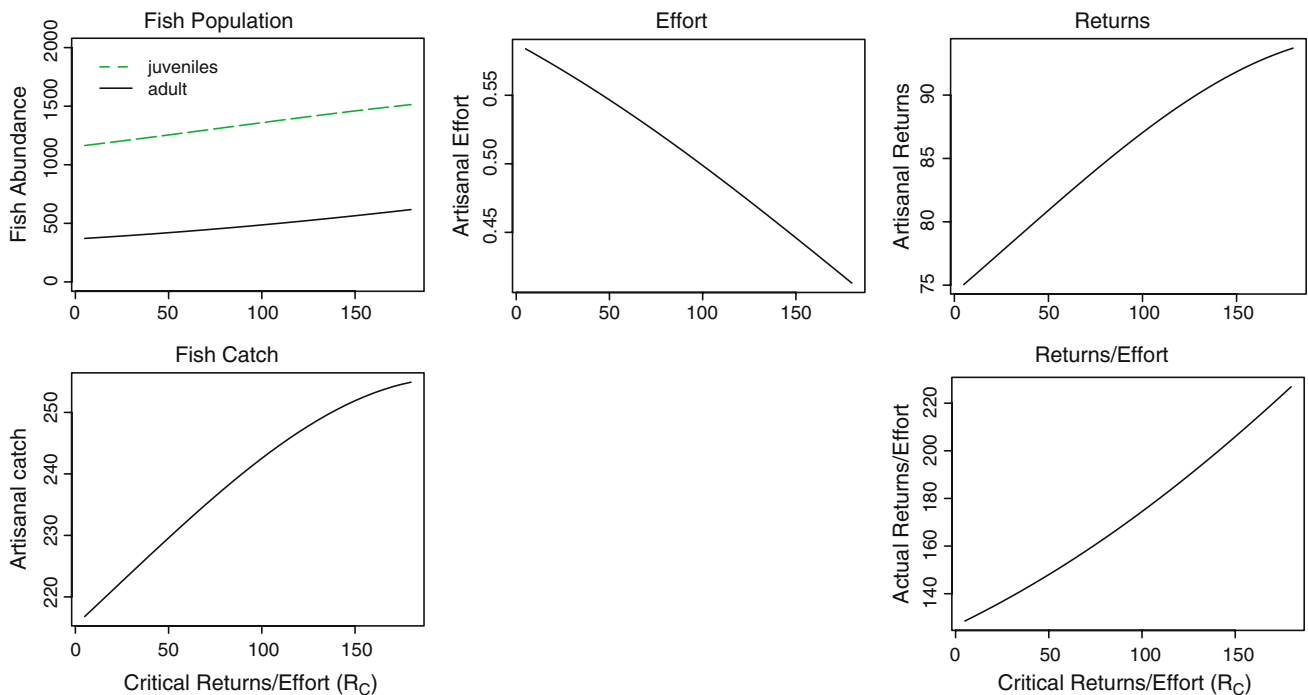 Fish Population
Fish Abundance
0 500 1000 1500 2000
juveniles
adult
0 50 100 150
Effort
Artisanal Effort
0.45 0.50 0.55
0 50 100 150
Returns
Artisanal Returns
75 80 85 90
0 50 100 150
Fish Catch
Artisanal catch
220 230 240 250
0 50 100 150
Critical Returns/Effort (RC)
Returns/Effort
Actual Returns/Effort
140 160 180 200 220
0 50 100 150
Critical Returns/Effort (RC)